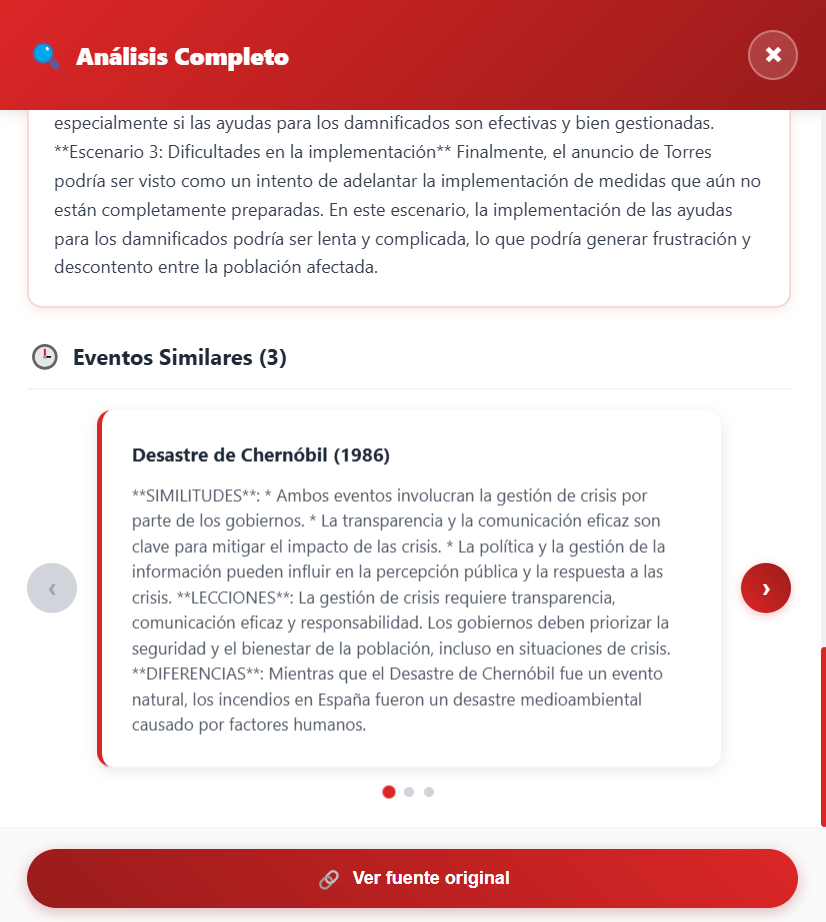 Análisis Completo
especialmente si las ayudas para los damnificados son efectivas y bien gestionadas.
**Escenario 3: Dificultades en la implementación** Finalmente, el anuncio de Torres
podría ser visto como un intento de adelantar la implementación de medidas que aún no
están completamente preparadas. En este escenario, la implementación de las ayudas
para los damnificados podría ser lenta y complicada, lo que podría generar frustración y
descontento entre la población afectada.
Eventos Similares (3)
Desastre de Chernóbil (1986)
**SIMILITUDES**: * Ambos eventos involucran la gestión de crisis por
parte de los gobiernos. * La transparencia y la comunicación eficaz son
clave para mitigar el impacto de las crisis. * La política y la gestión de la
información pueden influir en la percepción pública y la respuesta a las
crisis. **LECCIONES**: La gestión de crisis requiere transparencia,
comunicación eficaz y responsabilidad. Los gobiernos deben priorizar la
seguridad y el bienestar de la población, incluso en situaciones de crisis.
**DIFERENCIAS**: Mientras que el Desastre de Chernóbil fue un evento
natural, los incendios en España fueron un desastre medioambiental
causado por factores humanos.
Ver fuente original